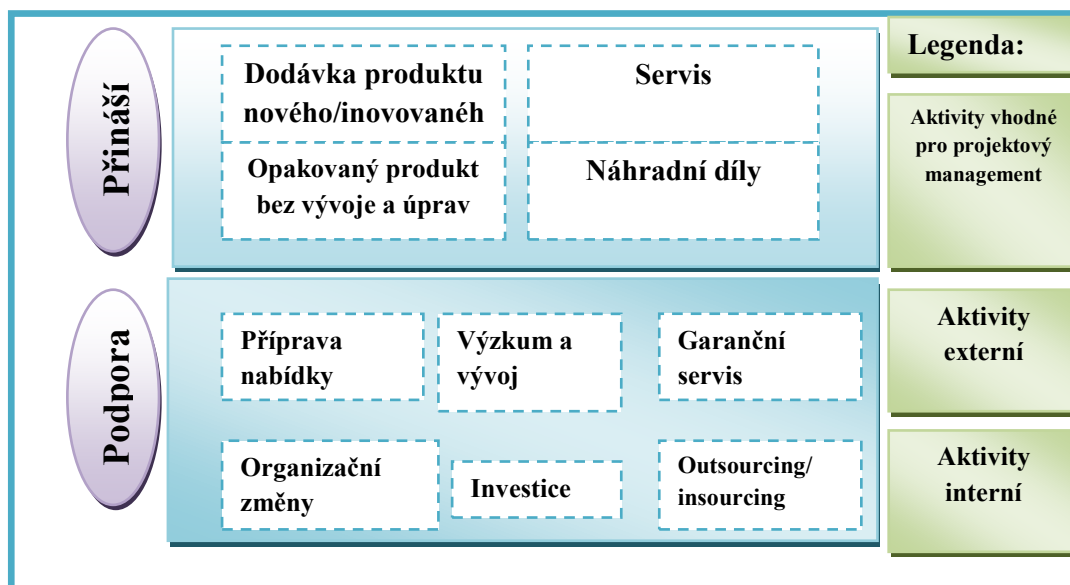 Přináší
Dodávka produktu
nového/inovovanéh
Servis
Opakovaný produkt
bez vývoje a úprav
Náhradní díly
Podpora
Příprava
nabídky
Výzkum a
vývoj
Garanční
servis
Organizační
změny
Investice
Outsourcing/
insourcing
Legenda:
Aktivity vhodné
pro projektový
management
Aktivity
externí
Aktivity
interní